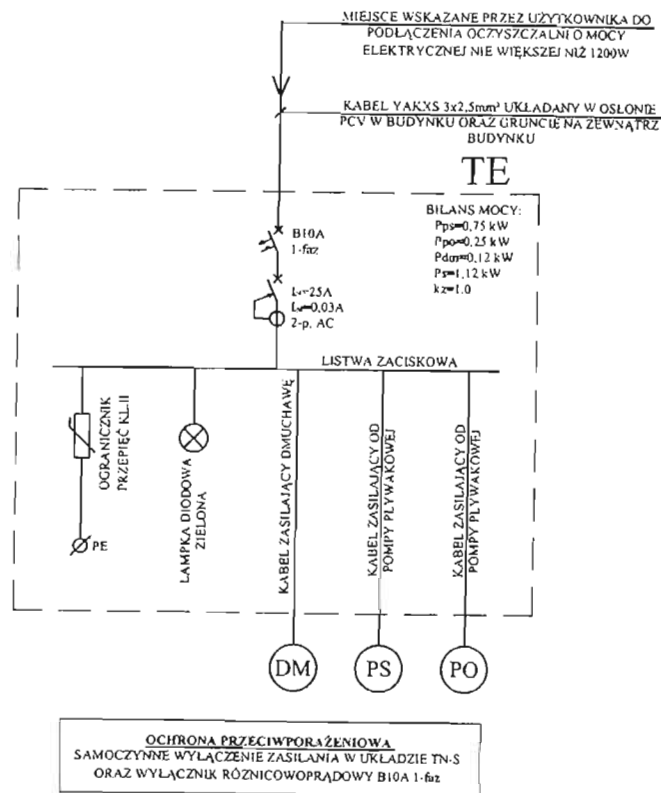 MIEJSCE WSKAZANE PRZEZ UŻYTKOWNIKA DO
PODŁĄCZENIA OCZYSZCZALNI O MOCY
ELEKTRYCZNEJ NIE WIĘKSZEJ NIŻ 1200W
KABEL YAKXS 3x2,5mm² UKŁADANY W OSŁONIE
PCV W BUDYNKU ORAZ GRUNCIE NA ZEWNĄTRZ
BUDYNKU
TE
BILANS MOCY:
Pps=0,75 kW
Ppo=0,25 kW
Pdm=0,12 kW
Ps=1,12 kW
kz=1.0
B10A
1-faz
=25A
=0,03A
2-p, AC
LISTWA ZACISKOWA
OGRANICZNIK
PRZEPIĘĆ KL.II
PE
LAMPKA DIODOWA
ZIELONA
KABEL ZASILAJĄCY DMUCHAWĘ
KABEL ZASILAJĄCY OD
POMPY PŁYWAKOWEJ
KABEL ZASILAJĄCY OD
POMPY PŁYWAKOWEJ
DM
PS
PO
OCHRONA PRZECIWPORAŻENIOWA
SAMOCZYNNE WYŁĄCZENIE ZASILANIA W UKŁADZIE TN-S
ORAZ WYŁĄCZNIK RÓŻNICOWOPRĄDOWY B10A 1-faz